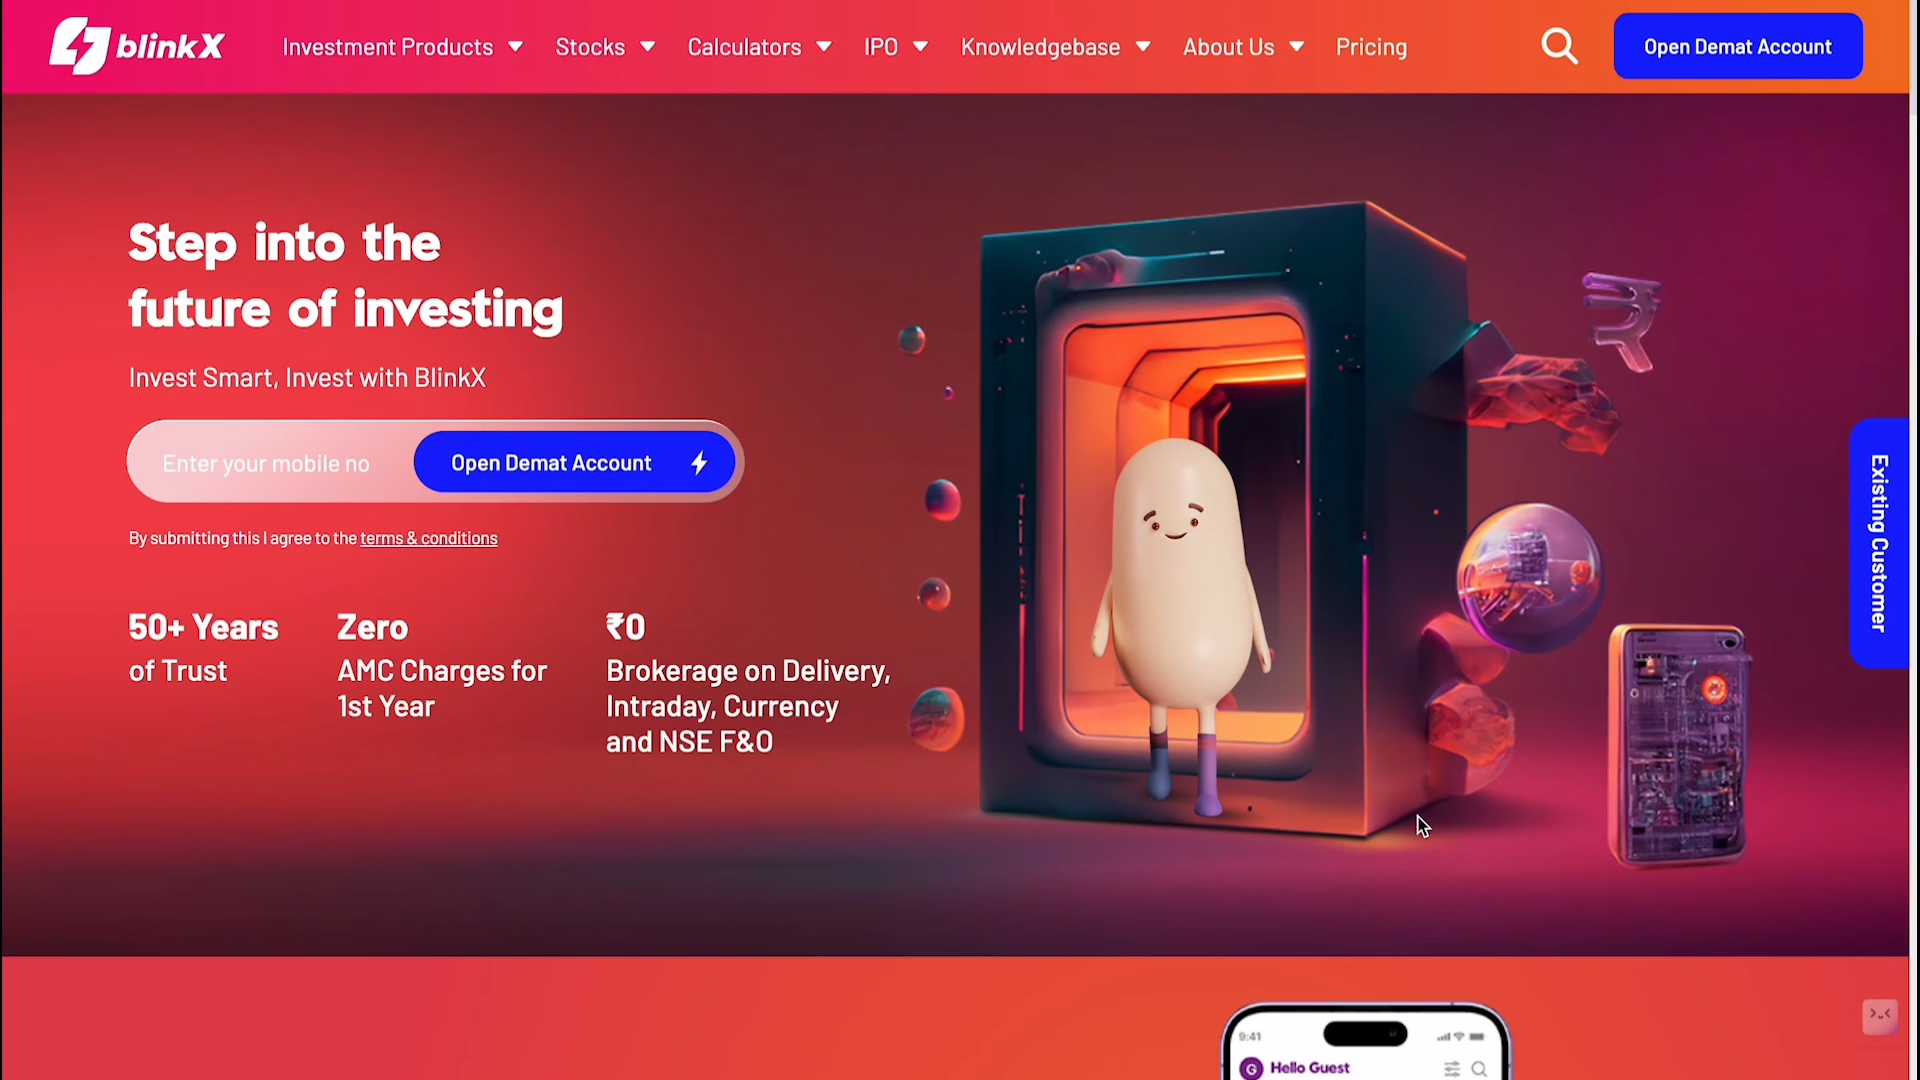 blinkX
Investment Products
Stocks
Calculators
IPO
Knowledgebase
About Us
Pricing
Open Demat Account
Step into the
future of investing
Invest Smart, Invest with BlinkX
Enter your mobile no
Open Demat Account
By submitting this I agree to the terms & conditions
50+ Years
of Trust
Zero
AMC Charges for
1st Year
₹0
Brokerage on Delivery,
Intraday, Currency
and NSE F&O
Existing Customer
9:41
G Hello Guest